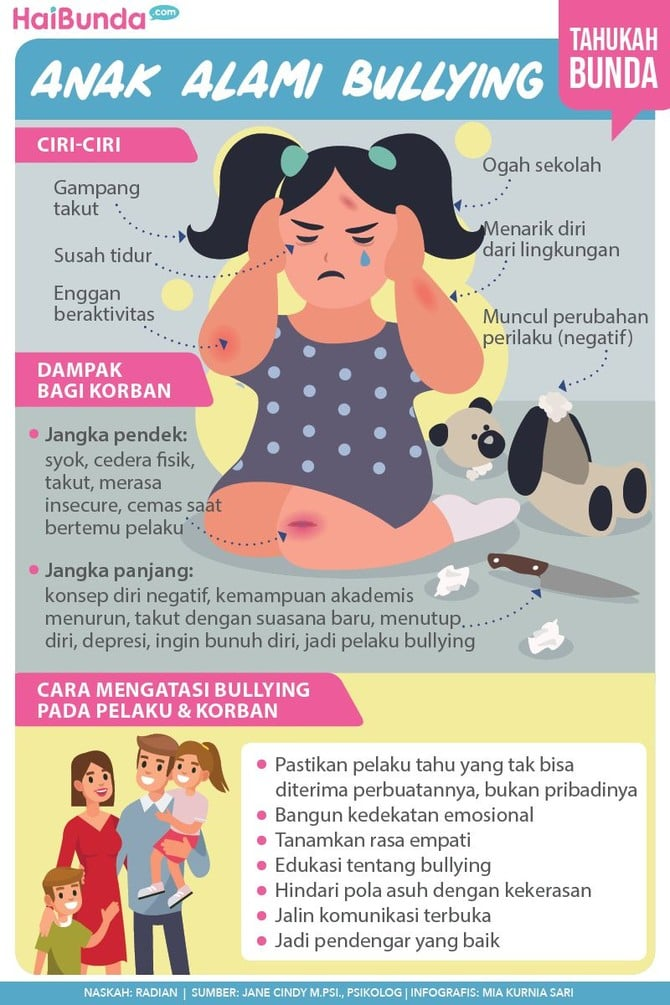 HaiBunda.com
TAHUKAH
BUNDA
ANAK ALAMI BULLYING
CIRI-CIRI
Gampang
takut
Susah tidur
Enggan
beraktivitas
Ogah sekolah
Menarik diri
dari lingkungan
Muncul perubahan
perilaku (negatif)
DAMPAK
BAGI KORBAN
• Jangka pendek:
syok, cedera fisik,
takut, merasa
insecure, cemas saat
bertemu pelaku
• Jangka panjang:
konsep diri negatif, kemampuan akademis
menurun, takut dengan suasana baru, menutup
diri, depresi, ingin bunuh diri, jadi pelaku bullying
CARA MENGATASI BULLYING
PADA PELAKU & KORBAN
• Pastikan pelaku tahu yang tak bisa
diterima perbuatannya, bukan pribadinya
• Bangun kedekatan emosional
• Tanamkan rasa empati
• Edukasi tentang bullying
• Hindari pola asuh dengan kekerasan
• Jalin komunikasi terbuka
• Jadi pendengar yang baik
NASKAH: RADIAN | SUMBER: JANE CINDY M.PSI., PSIKOLOG | INFOGRAFIS: MIA KURNIA SARI